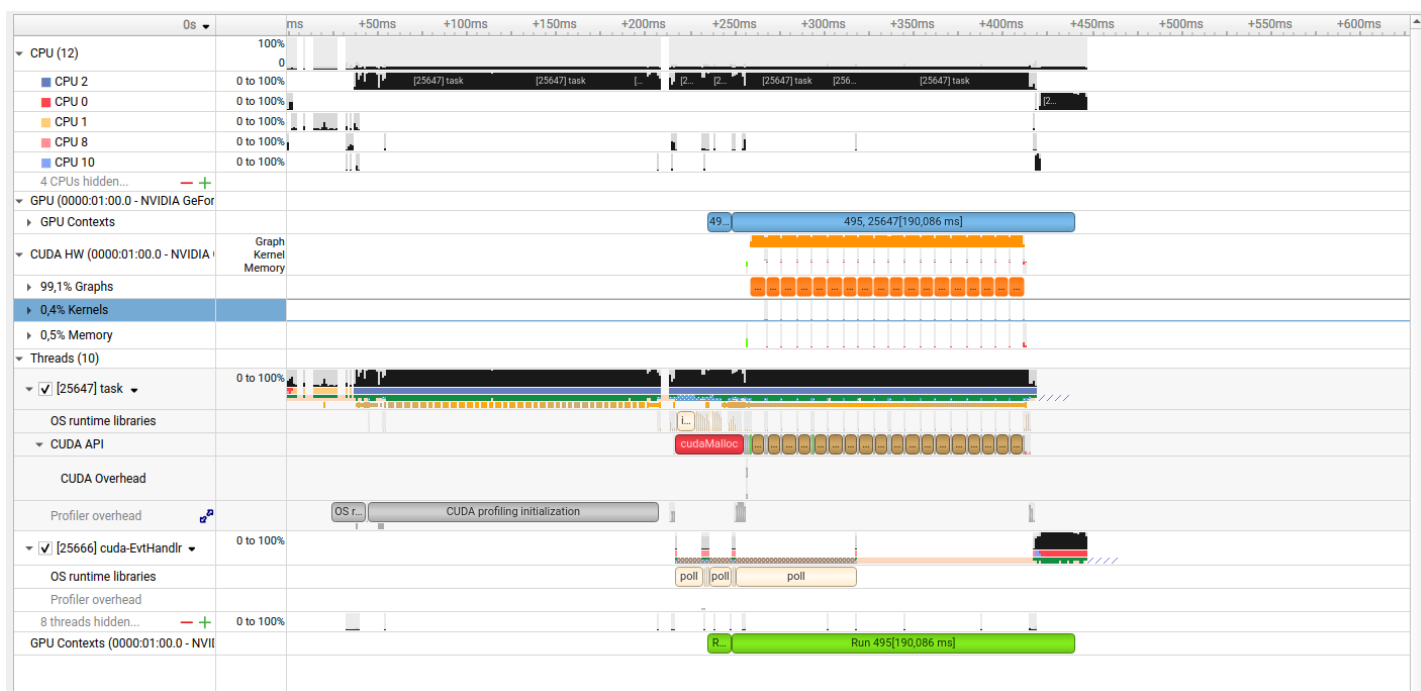 0s ms +50ms +100ms +150ms +200ms +250ms +300ms +350ms +400ms +450ms +500ms +550ms +600ms
CPU (12) 100%
0
CPU 2 0 to 100% [25647] task [25647] task [... [2... [2... [25647] task [256... [25647] task
CPU 0 0 to 100% [2...
CPU 1 0 to 100%
CPU 8 0 to 100%
CPU 10 0 to 100%
4 CPUs hidden...
GPU (0000:01:00.0 - NVIDIA GeFor
GPU Contexts 49... 495, 25647[190,086 ms]
Graph
CUDA HW (0000:01:00.0 - NVIDIA Kernel
Memory
99,1% Graphs ... ... ... ... ... ... ... ... ... ... ... ... ... ... ... ... ... ...
0,4% Kernels
0,5% Memory
Threads (10)
[25647] task 0 to 100%
OS runtime libraries i...
CUDA API cudaMalloc ... ... ... ... ... ... ... ... ... ... ... ... ... ... ... ... ... ...
CUDA Overhead
Profiler overhead OS r... CUDA profiling initialization
[25666] cuda-EvtHandlr 0 to 100%
OS runtime libraries poll poll poll
Profiler overhead
8 threads hidden... 0 to 100%
GPU Contexts (0000:01:00.0 - NVI R... Run 495[190,086 ms]